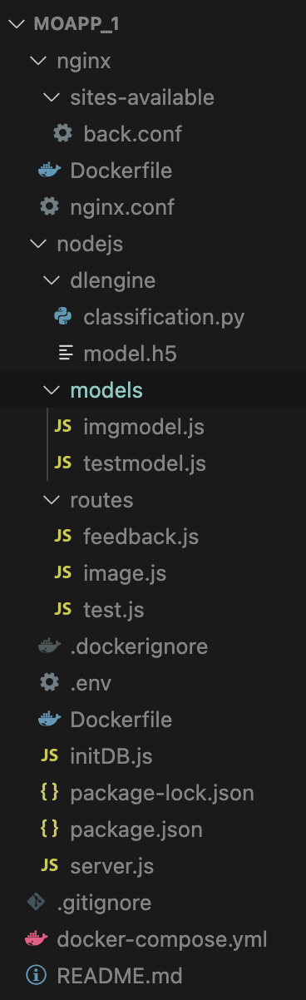 MOAPP_1
nginx
sites-available
back.conf
Dockerfile
nginx.conf
nodejs
dlengine
classification.py
model.h5
models
JS imgmodel.js
JS testmodel.js
routes
JS feedback.js
JS image.js
JS test.js
.dockerignore
.env
Dockerfile
JS initDB.js
{ } package-lock.json
{ } package.json
JS server.js
.gitignore
docker-compose.yml
README.md